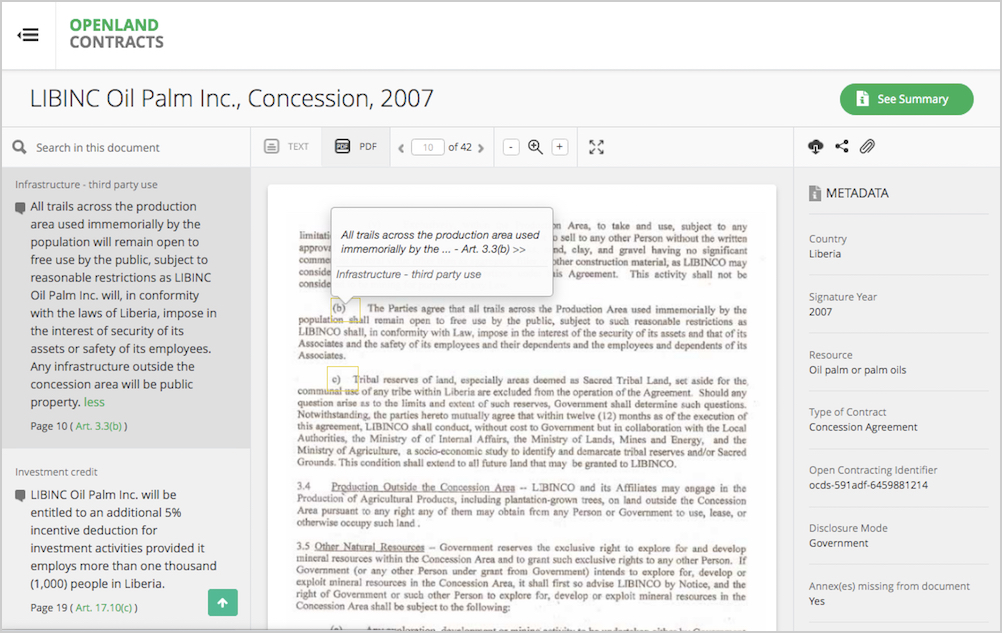 OPENLAND
CONTRACTS
LIBINC Oil Palm Inc., Concession, 2007
See Summary
Search in this document
TEXT
PDF
10 of 42
- +
Infrastructure - third party use
All trails across the production
area used immemorially by the
population will remain open to
free use by the public, subject to
reasonable restrictions as LIBINC
Oil Palm Inc. will, in conformity
with the laws of Liberia, impose in
the interest of security of its
assets or safety of its employees.
Any infrastructure outside the
concession area will be public
property. less
Page 10 ( Art. 3.3(b) )
Investment credit
LIBINC Oil Palm Inc. will be
entitled to an additional 5%
incentive deduction for
investment activities provided it
employs more than one thousand
(1,000) people in Liberia.
Page 19 ( Art. 17.10(c) )
All trails across the production area used
immemorially by the ... - Art. 3.3(b) >>
Infrastructure - third party use
Area, to take and use, subject to any
sell to any other Person without the written
nd, clay, and gravel having no significant
other construction material, as LIBINCO may
is Agreement. This activity shall not be
(b) The Parties agree that all trails across the Production Area used immemorially by the
population shall remain open to free use by the public, subject to such reasonable restrictions as
LIBINCO shall, in conformity with Law, impose in the interest of the security of its assets and that of its
Associates and the safety of its employees and their dependents and the employees and dependents of its
Associates.
c) Tribal reserves of land, especially areas deemed as Sacred Tribal Land, set aside for the
communal use of any tribe within Liberia are excluded from the operation of the Agreement. Should any
question arise as to the limits and extent of such reserves, Government shall determine such questions.
Notwithstanding, the parties hereto mutually agree that within twelve (12) months as of the execution of
this agreement, LIBINCO shall conduct, without cost to Government but in collaboration with the Local
Authorities, the Ministry of of Internal Affairs, the Ministry of Lands, Mines and Energy, and the
Ministry of Agriculture, a socio-economic study to identify and demarcate tribal reserves and/or Sacred
Grounds. This condition shall extend to all future land that may be granted to LIBINCO.
3.4 Production Outside the Concession Area -- LIBINCO and its Affiliates may engage in the
Production of Agricultural Products, including plantation-grown trees, on land outside the Concession
Area pursuant to any right any of them may obtain from any Person or Government to use, lease, or
otherwise occupy such land .
3.5 Other Natural Resources – Government reserves the exclusive right to explore for and develop
mineral resources within the Concession Area and to grant such exclusive rights to any other Person. If
Government (or any other Person under grant from Government) intends to explore for, develop or
exploit mineral resources in the Concession Area, it shall first so advise LIBINCO by Notice, and the
right of Government or such other Person to explore for, develop or exploit mineral resources in the
Concession Area shall be subject to the following:
METADATA
Country
Liberia
Signature Year
2007
Resource
Oil palm or palm oils
Type of Contract
Concession Agreement
Open Contracting Identifier
ocds-591adf-6459881214
Disclosure Mode
Government
Annex(es) missing from document
Yes